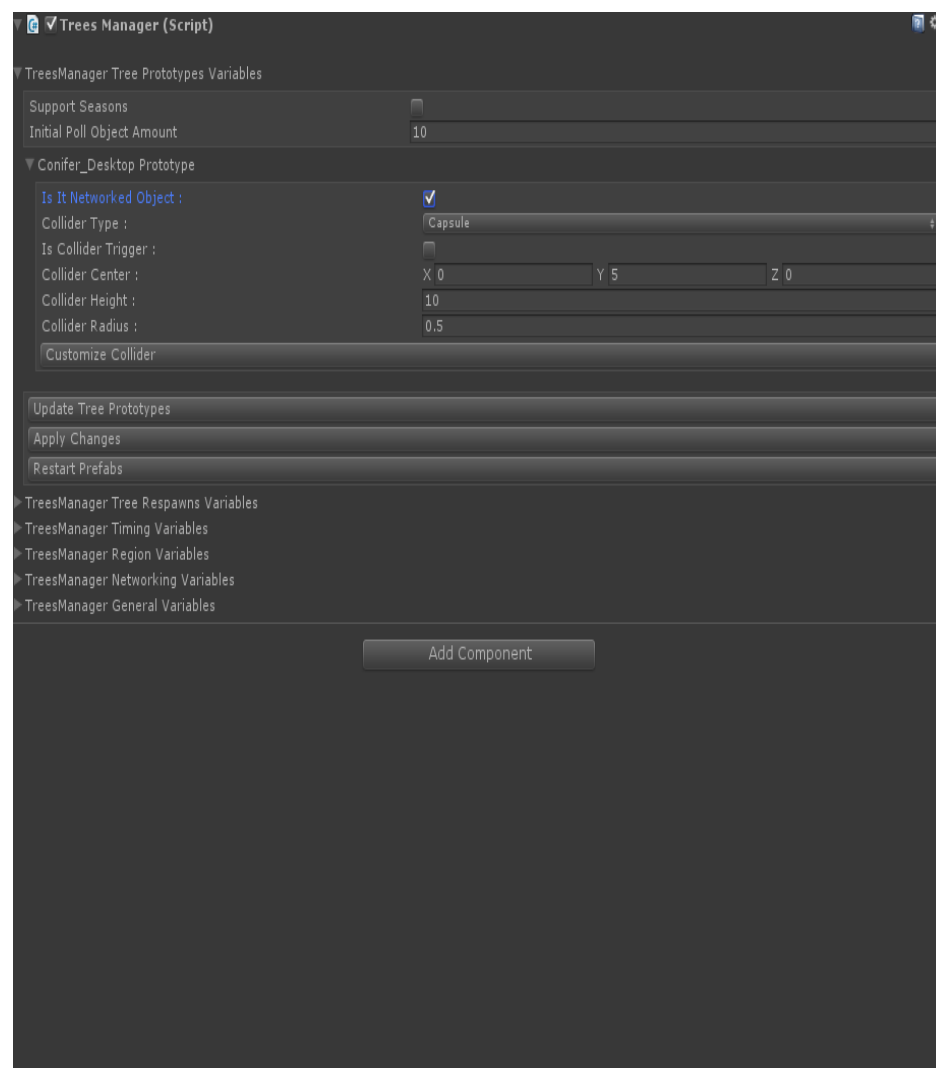 Trees Manager (Script)
TreesManager Tree Prototypes Variables
Support Seasons
Initial Poll Object Amount 10
Conifer_Desktop Prototype
Is It Networked Object :
Collider Type : Capsule
Is Collider Trigger :
Collider Center : X 0 Y 5 Z 0
Collider Height : 10
Collider Radius : 0.5
Customize Collider
Update Tree Prototypes
Apply Changes
Restart Prefabs
TreesManager Tree Respawns Variables
TreesManager Timing Variables
TreesManager Region Variables
TreesManager Networking Variables
TreesManager General Variables
Add Component